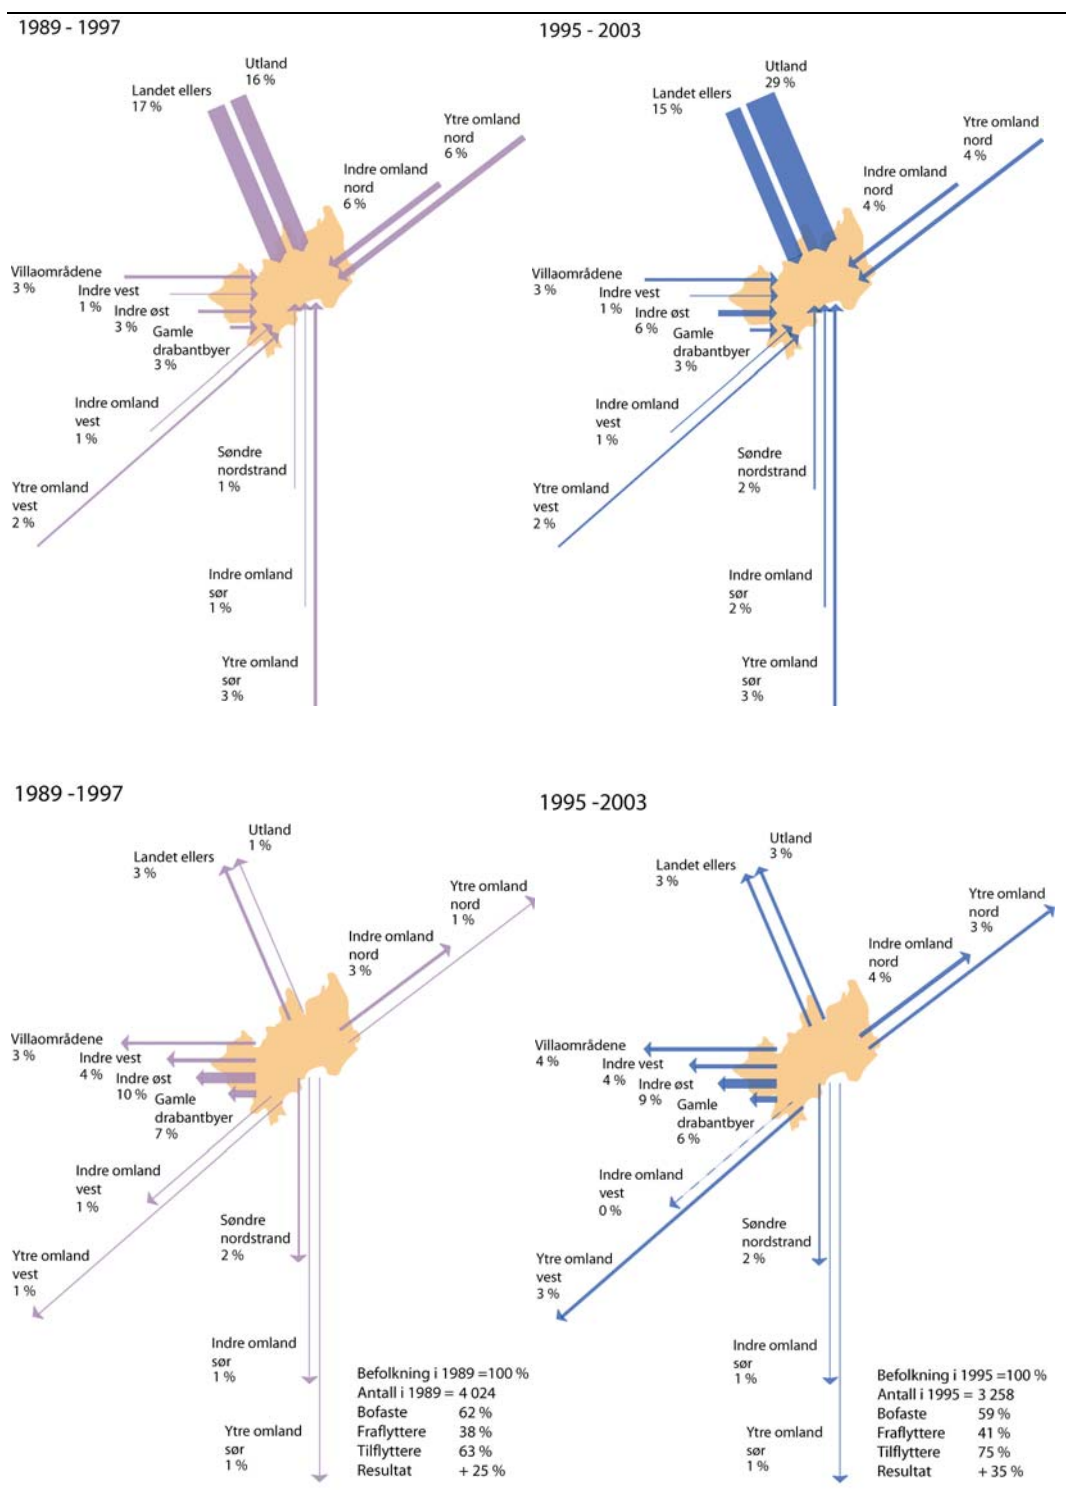 1989 - 1997
Utland
16 %
Landet ellers
17 %
Ytre omland
nord
6 %
Indre omland
nord
6 %
Villaområdene
3 %
Indre vest
1 %
Indre øst
3 %
Gamle
drabantbyer
3 %
Indre omland
vest
1 %
Ytre omland
vest
2 %
Søndre
nordstrand
1 %
Indre omland
sør
1 %
Ytre omland
sør
3 %
1995 - 2003
Utland
29 %
Landet ellers
15 %
Ytre omland
nord
4 %
Indre omland
nord
4 %
Villaområdene
3 %
Indre vest
1 %
Indre øst
6 %
Gamle
drabantbyer
3 %
Indre omland
vest
1 %
Ytre omland
vest
2 %
Søndre
nordstrand
2 %
Indre omland
sør
2 %
Ytre omland
sør
3 %
1989 -1997
Utland
1 %
Landet ellers
3 %
Ytre omland
nord
1 %
Indre omland
nord
3 %
Villaområdene
3 %
Indre vest
4 %
Indre øst
10 %
Gamle
drabantbyer
7 %
Indre omland
vest
1 %
Ytre omland
vest
1 %
Søndre
nordstrand
2 %
Indre omland
sør
1 %
Ytre omland
sør
1 %
Befolkning i 1989 =100 %
Antall i 1989 = 4 024
Bofaste 62 %
Fraflyttere 38 %
Tilflyttere 63 %
Resultat + 25 %
1995 -2003
Utland
3 %
Landet ellers
3 %
Ytre omland
nord
3 %
Indre omland
nord
4 %
Villaområdene
4 %
Indre vest
4 %
Indre øst
9 %
Gamle
drabantbyer
6 %
Indre omland
vest
0 %
Ytre omland
vest
3 %
Søndre
nordstrand
2 %
Indre omland
sør
1 %
Ytre omland
sør
1 %
Befolkning i 1995 =100 %
Antall i 1995 = 3 258
Bofaste 59 %
Fraflyttere 41 %
Tilflyttere 75 %
Resultat + 35 %